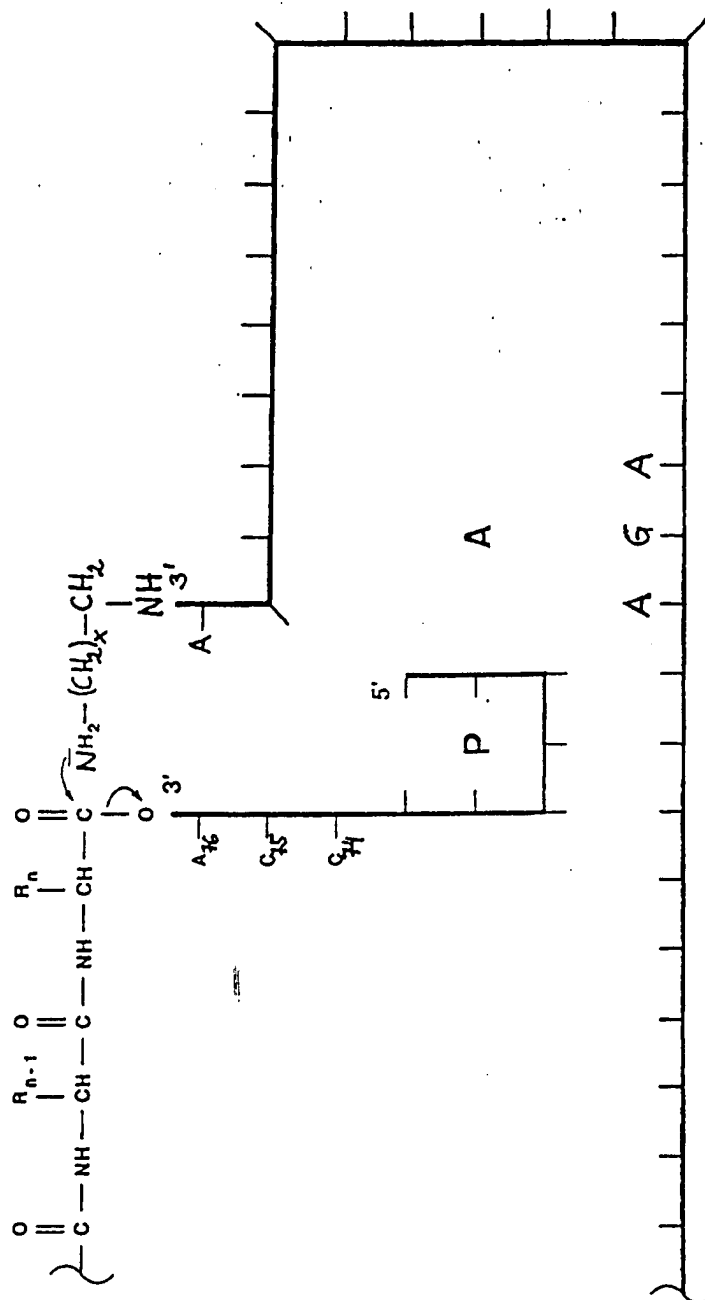 O R n-1 O R n O
C — NH — CH — C — NH — CH — C NH2 — (CH2)x — CH2
O 3' NH 3'
A76 A
C75
C74
5'
P A
A G A